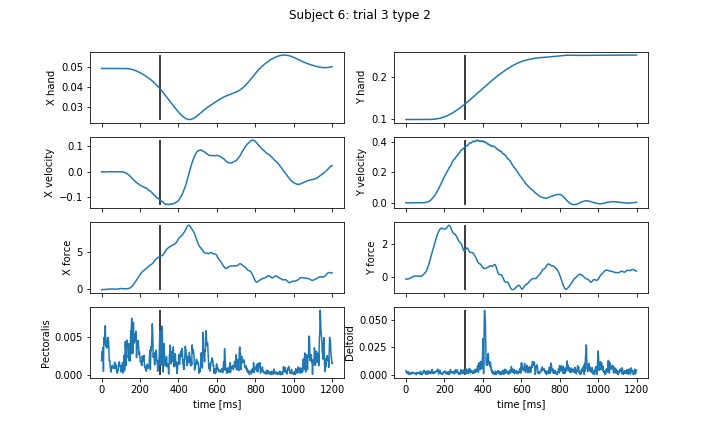 Subject 6: trial 3 type 2
X hand
0.05
0.04
0.03
Y hand
0.2
0.1
X velocity
0.1
0.0
−0.1
Y velocity
0.4
0.2
0.0
X force
5
0
Y force
2
0
Pectoralis
0.005
0.000
0 200 400 600 800 1000 1200
time [ms]
Deltoid
0.050
0.025
0.000
0 200 400 600 800 1000 1200
time [ms]